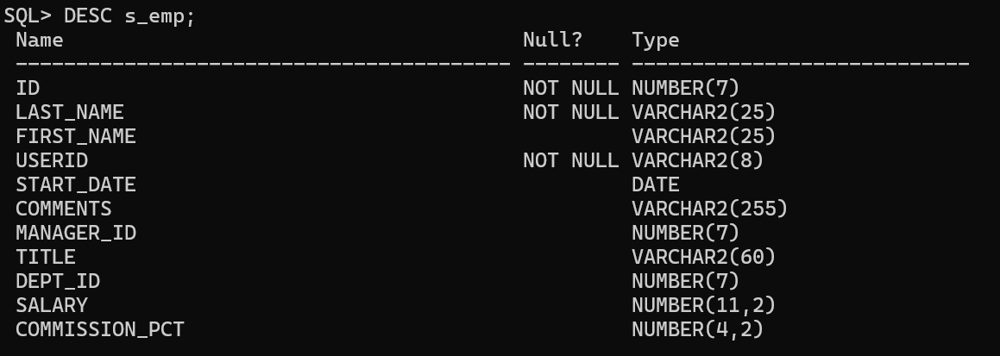 SQL> DESC s_emp;
 Name                                      Null?    Type
 ----------------------------------------- -------- ----------------------------
 ID                                        NOT NULL NUMBER(7)
 LAST_NAME                                 NOT NULL VARCHAR2(25)
 FIRST_NAME                                         VARCHAR2(25)
 USERID                                    NOT NULL VARCHAR2(8)
 START_DATE                                         DATE
 COMMENTS                                           VARCHAR2(255)
 MANAGER_ID                                         NUMBER(7)
 TITLE                                              VARCHAR2(60)
 DEPT_ID                                            NUMBER(7)
 SALARY                                             NUMBER(11,2)
 COMMISSION_PCT                                     NUMBER(4,2)